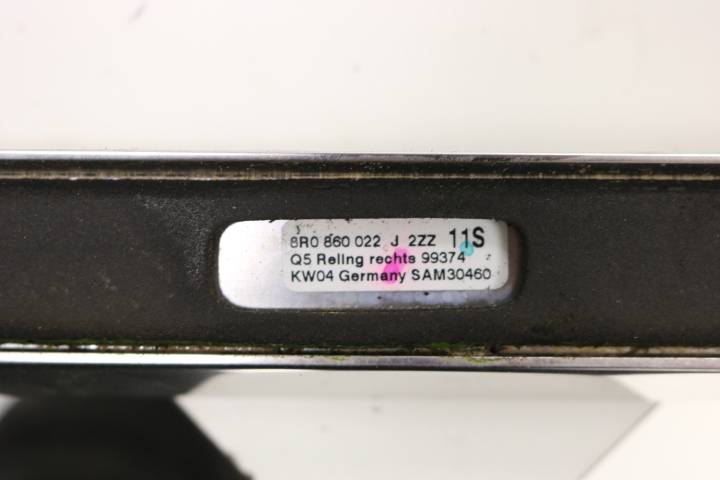 8R0 860 022 J 2ZZ 11S
Q5 Reling rechts 99374
KW04 Germany SAM30460